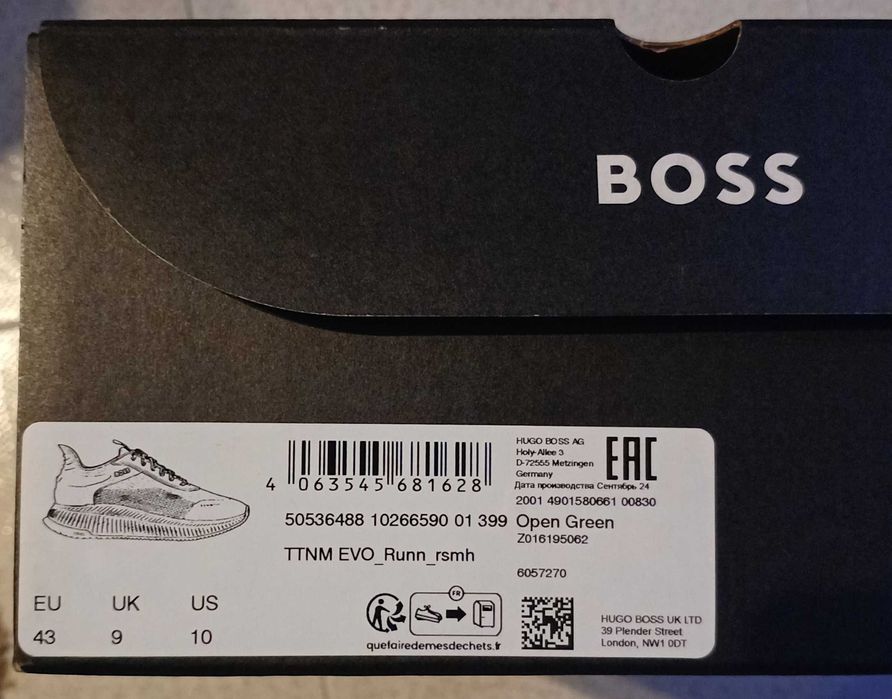 BOSS
4 063545 681628
50536488 10266590 01 399
TTNM EVO_Runn_rsmh
HUGO BOSS AG
Holy-Allee 3
D-72555 Metzingen
Germany
EAC
Дата производства Сентябрь 24
2001 4901580661 00830
Open Green
Z016195062
6057270
EU UK US
43 9 10
FR
quefairedemesdechets.fr
HUGO BOSS UK LTD
39 Plender Street
London, NW1 0DT